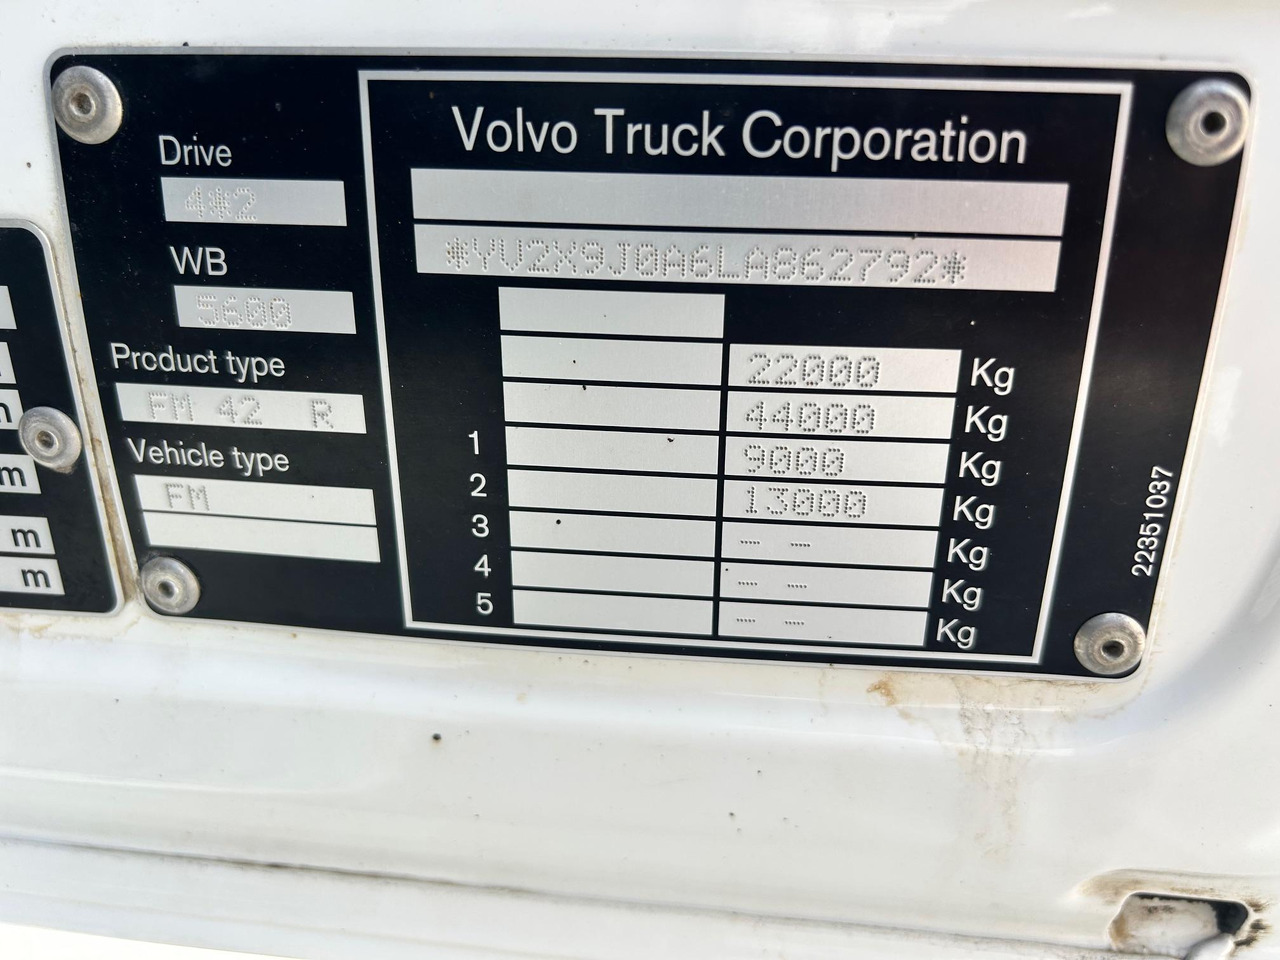 Volvo Truck Corporation
Drive
4*2
*YV2X9J0A6LA862792*
WB
5600
Product type
FM 42 R
Vehicle type
FM
22000 Kg
44000 Kg
1 9000 Kg
2 13000 Kg
3 -- -- Kg
4 -- -- Kg
5 -- -- Kg
22351037
m
m
m